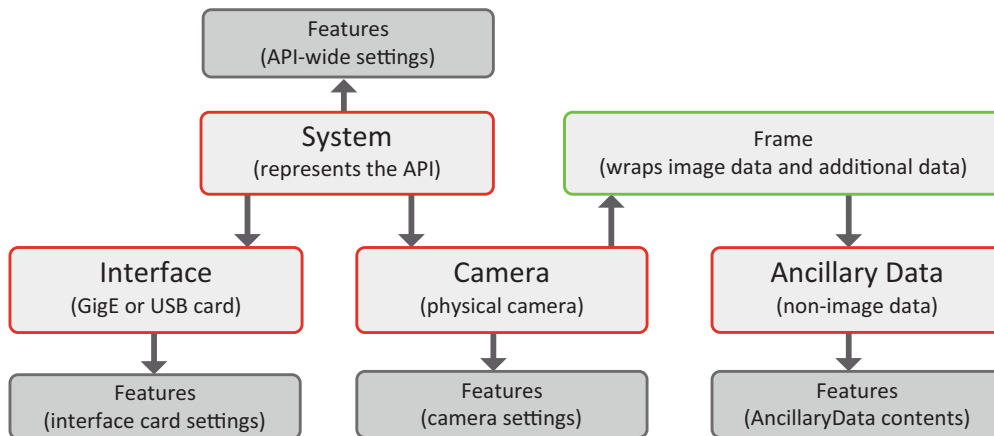 Features
(API-wide settings)
System
(represents the API)
Frame
(wraps image data and additional data)
Interface
(GigE or USB card)
Camera
(physical camera)
Ancillary Data
(non-image data)
Features
(interface card settings)
Features
(camera settings)
Features
(AncillaryData contents)